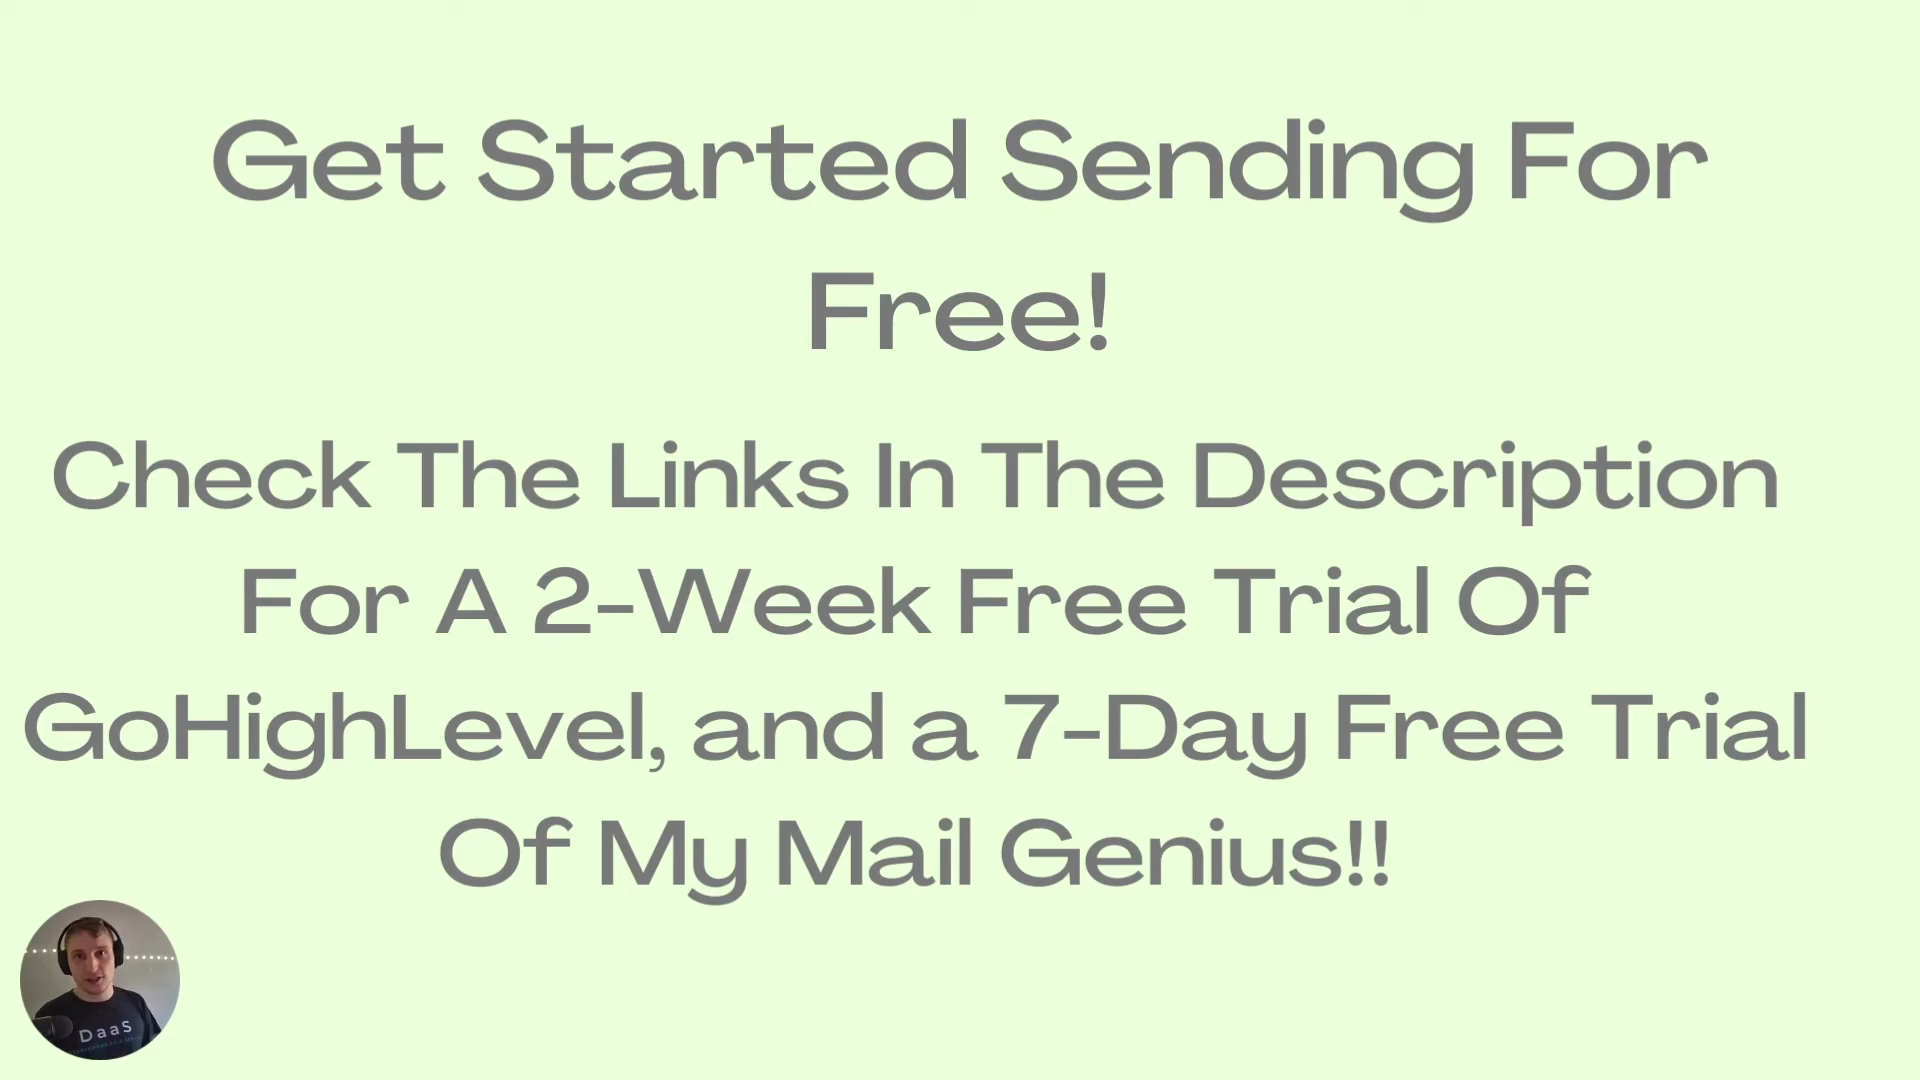 Get Started Sending For
Free!
Check The Links In The Description
For A 2-Week Free Trial Of
GoHighLevel, and a 7-Day Free Trial
Of My Mail Genius!!
DaaS